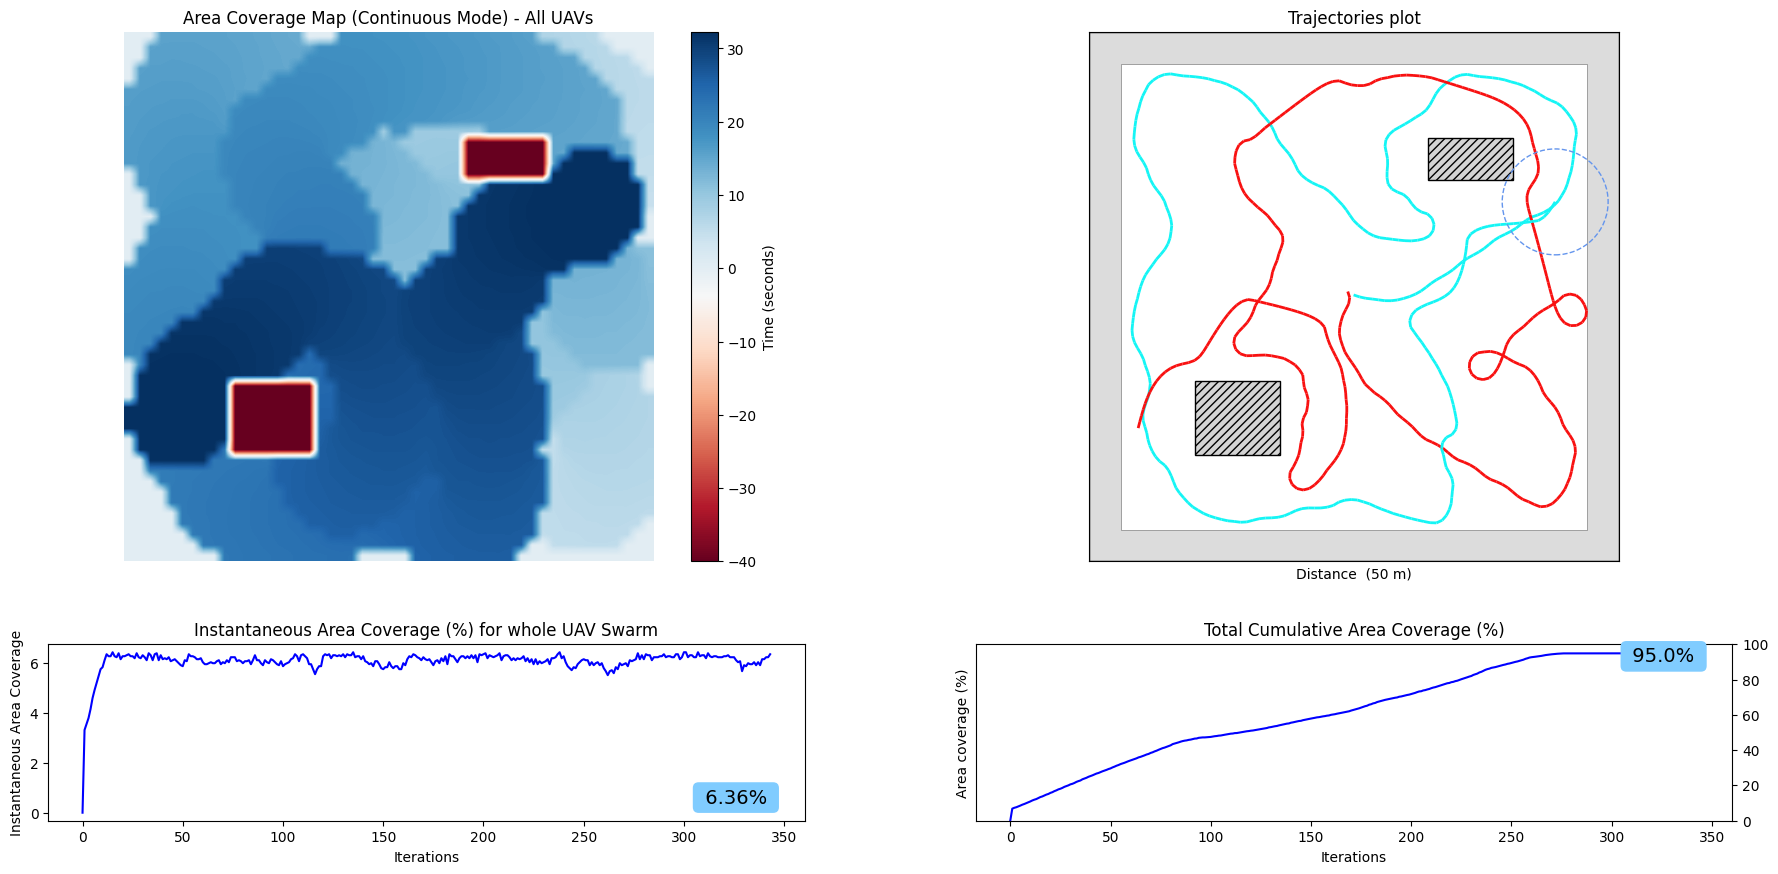 Area Coverage Map (Continuous Mode) - All UAVs
30
20
10
0
−10
−20
−30
−40
Time (seconds)
Trajectories plot
Distance  (50 m)
Instantaneous Area Coverage (%) for whole UAV Swarm
Instantaneous Area Coverage
6
4
2
0
6.36%
0 50 100 150 200 250 300 350
Iterations
Total Cumulative Area Coverage (%)
Area coverage (%)
95.0%
100
80
60
40
20
0
0 50 100 150 200 250 300 350
Iterations